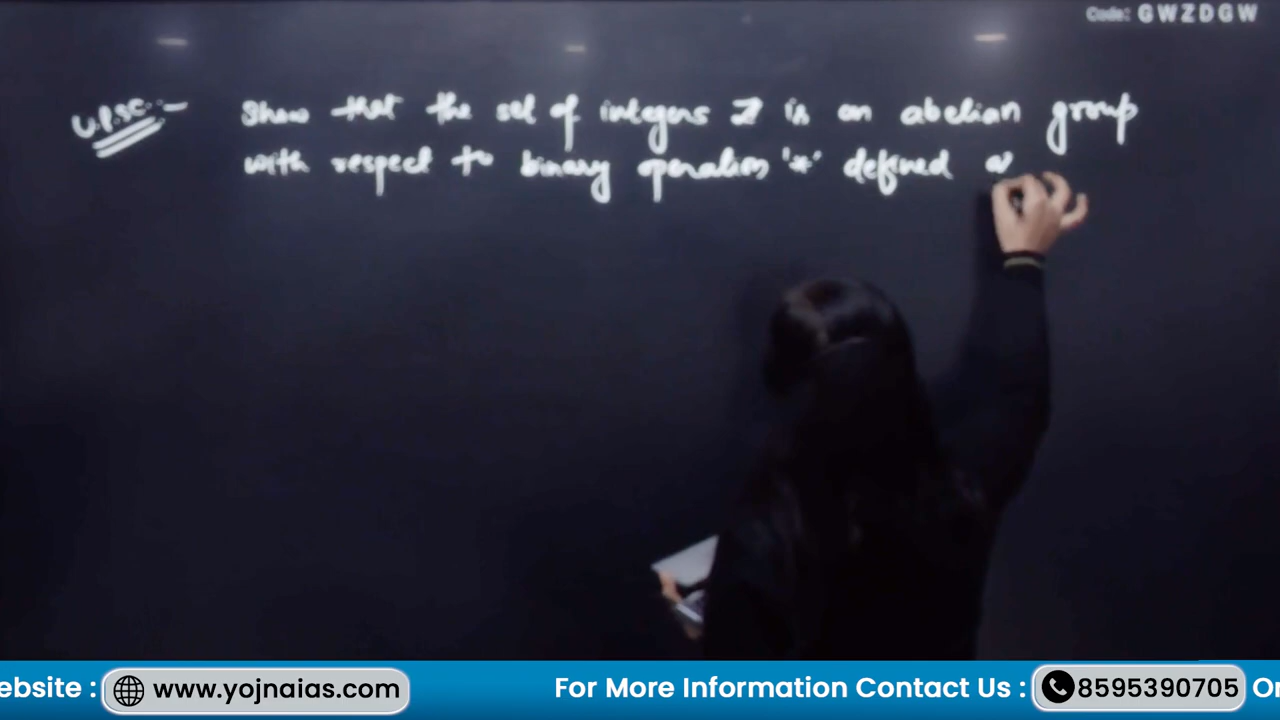 Code: GWZDGW
U.P.SC.:- Show that the set of integers Z is an abelian group
with respect to binary operation '*' defined as
ebsite : www.yojnaias.com For More Information Contact Us : 8595390705 On